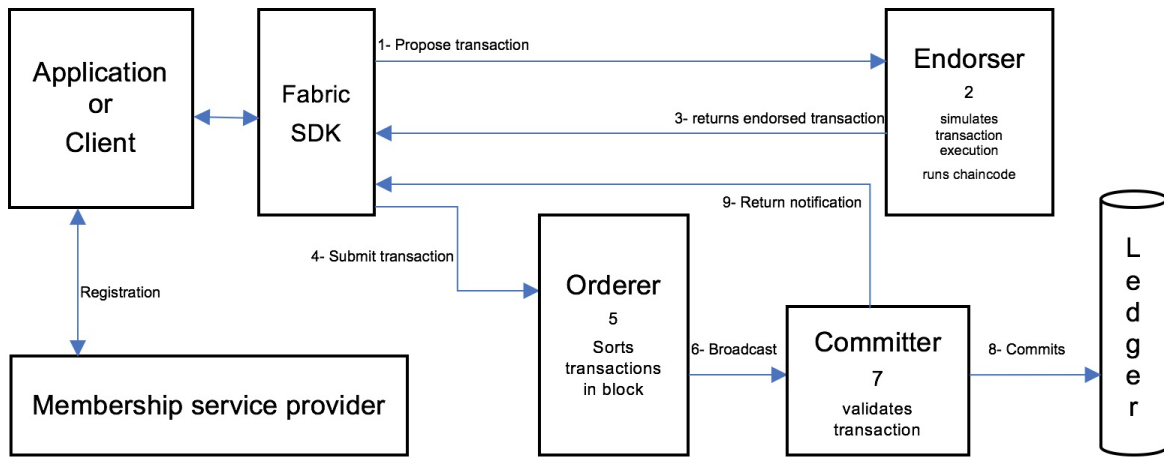 Application
or
Client
Fabric
SDK
1- Propose transaction
Endorser
2
simulates
transaction
execution
runs chaincode
3- returns endorsed transaction
9- Return notification
4- Submit transaction
Registration
Membership service provider
Orderer
5
Sorts
transactions
in block
6- Broadcast
Committer
7
validates
transaction
8- Commits
L
e
d
g
e
r